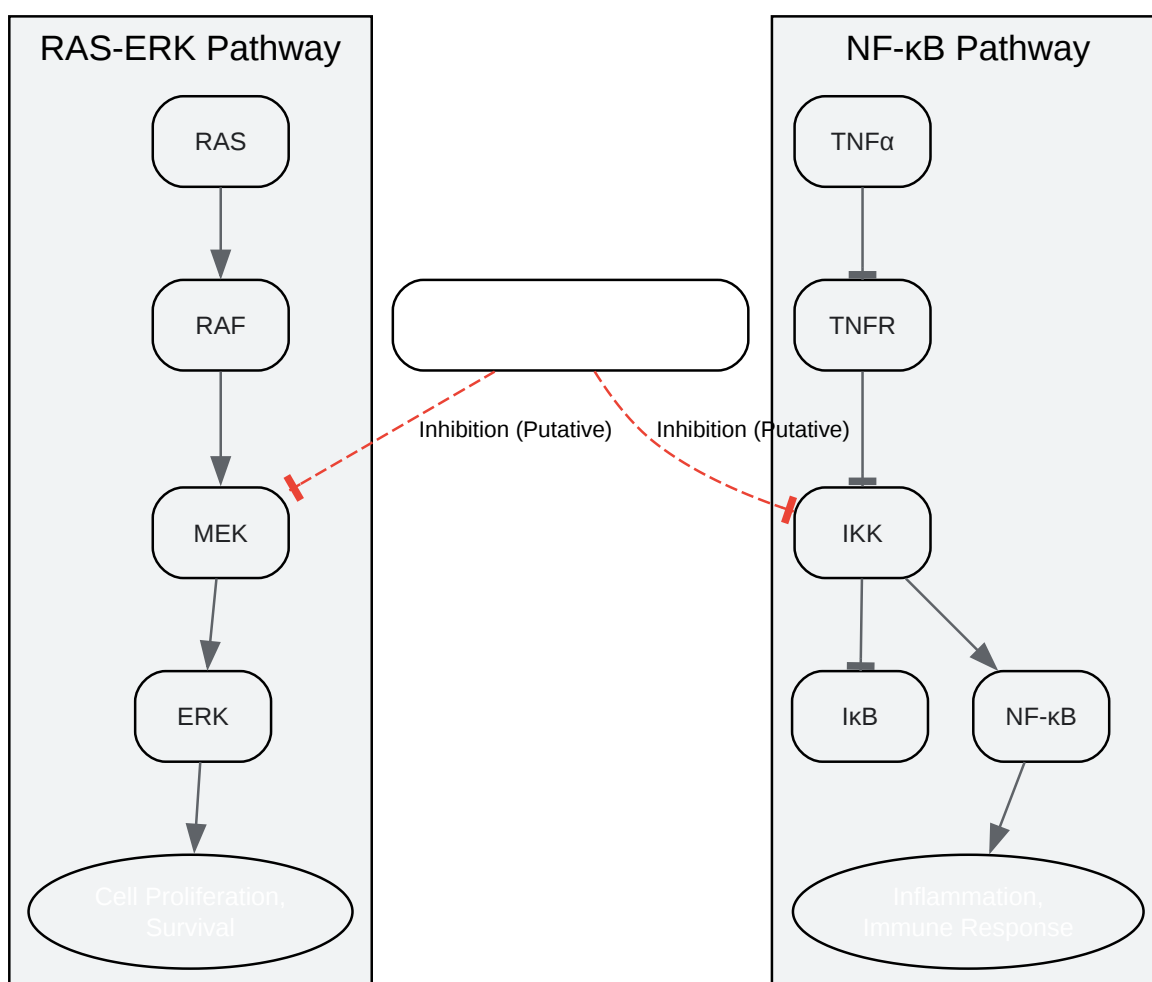 RAS-ERK Pathway
RAS
RAF
MEK
ERK
Cell Proliferation,
Survival
Inhibition (Putative)
Inhibition (Putative)
NF-κB Pathway
TNFα
TNFR
IKK
IκB
NF-κB
Inflammation,
Immune Response